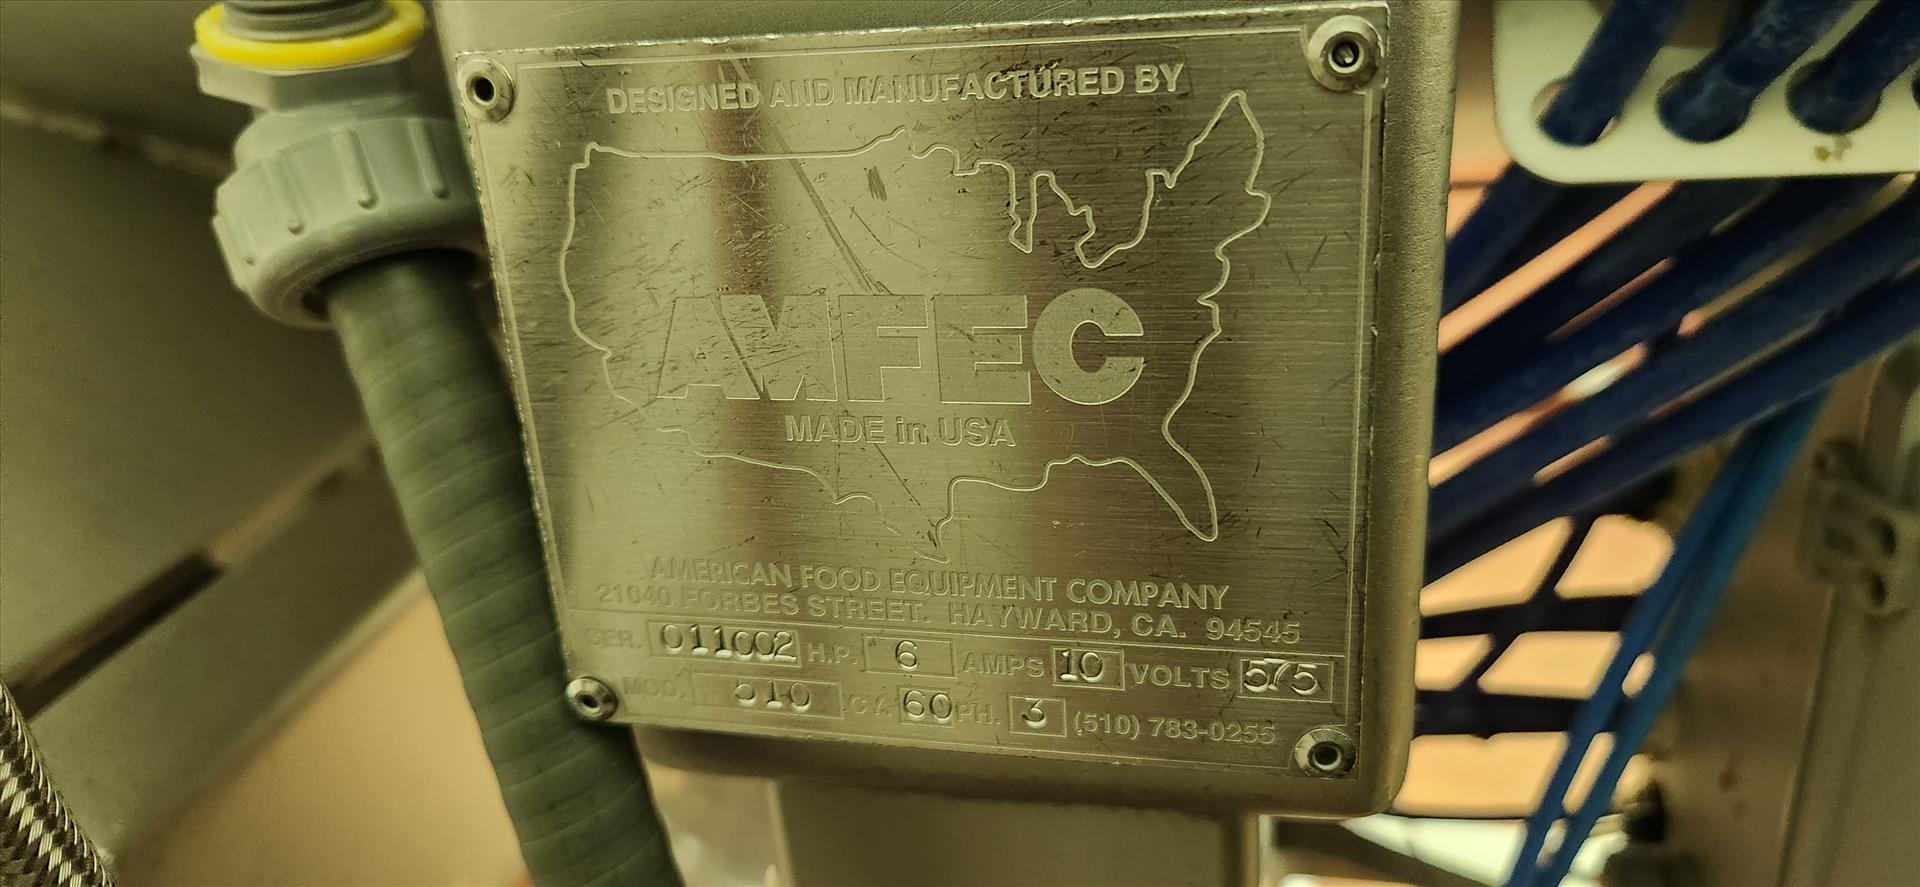 DESIGNED AND MANUFACTURED BY
AMFEC
MADE in USA
AMERICAN FOOD EQUIPMENT COMPANY
21040 FORBES STREET. HAYWARD, CA. 94545
SER. 011002 H.P. 6 AMPS 10 VOLTS 575
MOD. 510 CY. 60 PH. 3 (510) 783-0255